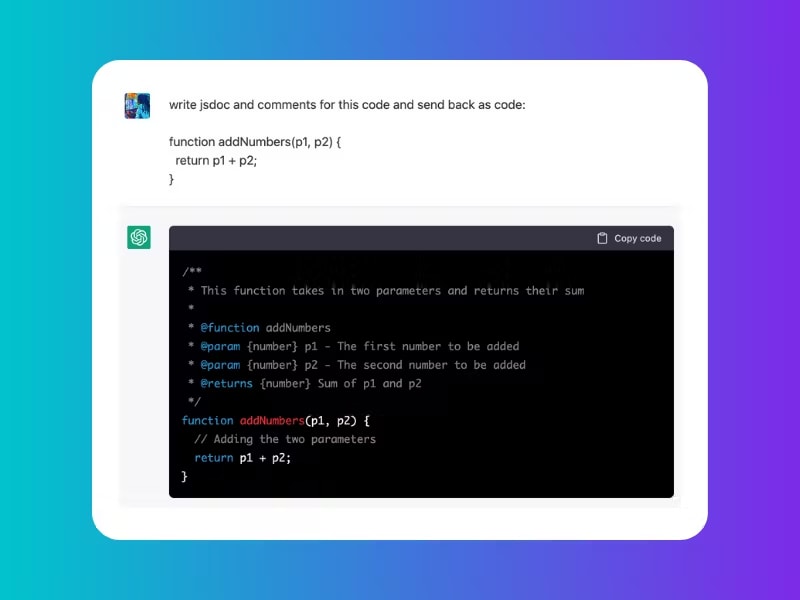 write jsdoc and comments for this code and send back as code:
function addNumbers(p1, p2) {
return p1 + p2;
}
Copy code
/**
* This function takes in two parameters and returns their sum
*
* @function addNumbers
* @param {number} p1 - The first number to be added
* @param {number} p2 - The second number to be added
* @returns {number} Sum of p1 and p2
*/
function addNumbers(p1, p2) {
// Adding the two parameters
return p1 + p2;
}